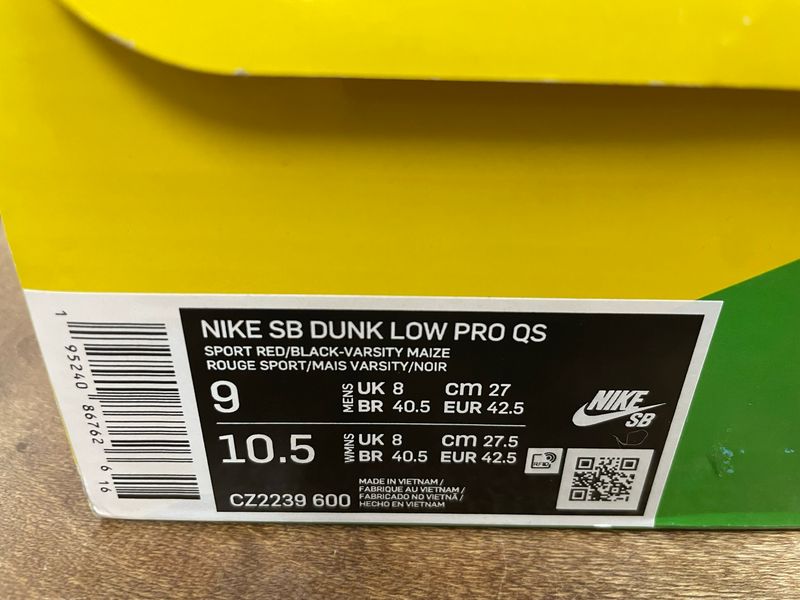 NIKE SB DUNK LOW PRO QS
SPORT RED/BLACK-VARSITY MAIZE
ROUGE SPORT/MAIS VARSITY/NOIR
9 MENS UK 8 cm 27
BR 40.5 EUR 42.5
10.5 WMNS UK 8 cm 27.5
BR 40.5 EUR 42.5
CZ2239 600
MADE IN VIETNAM /
FABRIQUE AU VIETNAM /
FABRICADO NO VIETNÃ /
HECHO EN VIETNAM
RFID
NIKE
SB
1 95240 86762 6 16